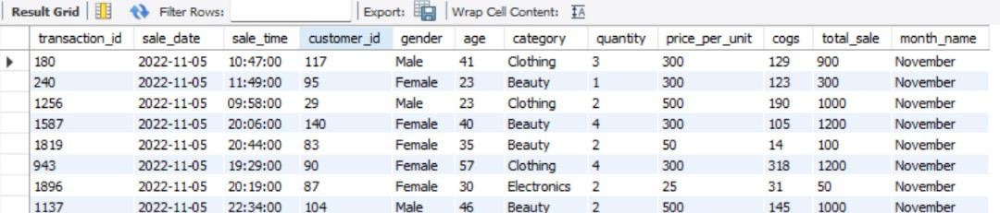 Result Grid Filter Rows: Export: Wrap Cell Content: IA
transaction_id sale_date sale_time customer_id gender age category quantity price_per_unit cogs total_sale month_name
180 2022-11-05 10:47:00 117 Male 41 Clothing 3 300 129 900 November
240 2022-11-05 11:49:00 95 Female 23 Beauty 1 300 123 300 November
1256 2022-11-05 09:58:00 29 Male 23 Clothing 2 500 190 1000 November
1587 2022-11-05 20:06:00 140 Female 40 Beauty 4 300 105 1200 November
1819 2022-11-05 20:44:00 83 Female 35 Beauty 2 50 14 100 November
943 2022-11-05 19:29:00 90 Female 57 Clothing 4 300 318 1200 November
1896 2022-11-05 20:19:00 87 Female 30 Electronics 2 25 31 50 November
1137 2022-11-05 22:34:00 104 Male 46 Beauty 2 500 145 1000 November